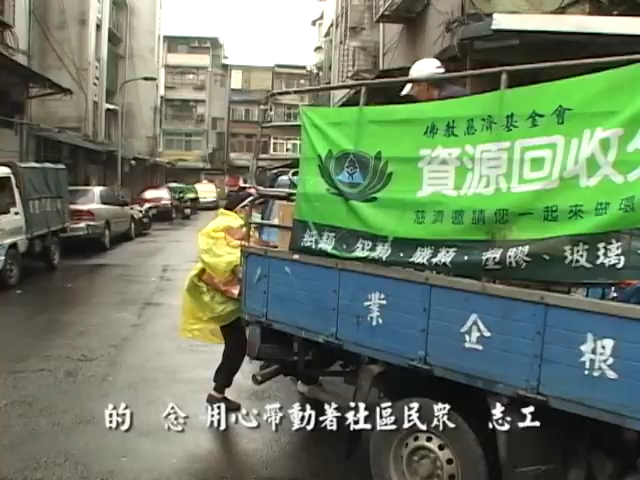 佛教慈濟基金會
資源回收
慈濟邀請您一起來做環
紙類·鋁類·鐵類·塑膠、玻璃
業 企 根
的 念 用心帶動著社區民眾 志工